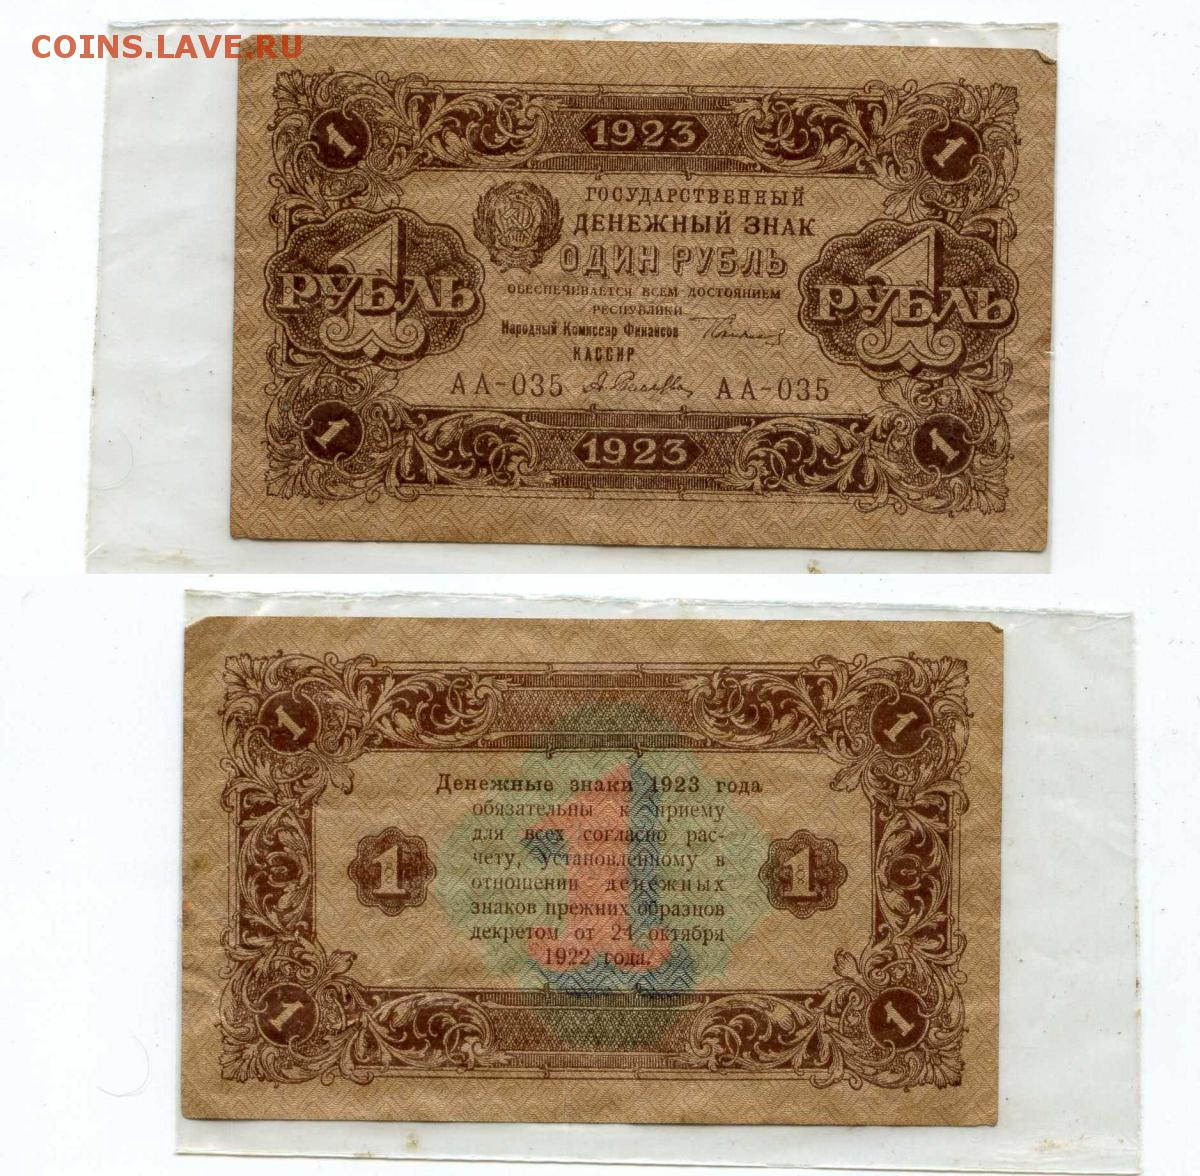 COINS.LAVE.RU
1923
1
1
ГОСУДАРСТВЕННЫЙ
ДЕНЕЖНЫЙ ЗНАК
ОДИН РУБЛЬ
ОБЕСПЕЧИВАЕТСЯ ВСЕМ ДОСТОЯНИЕМ
РЕСПУБЛИКИ
1 РУБЛЬ
1 РУБЛЬ
Народный Комиссар Финансов
КАССИР
АА-035
АА-035
1
1
1923
1
1
Денежные знаки 1923 года
обязательны к приему
для всех согласно рас-
чету, установленному в
отношении денежных
знаков прежних образцов
декретом от 24 октября
1922 года.
1
1
1
1
1